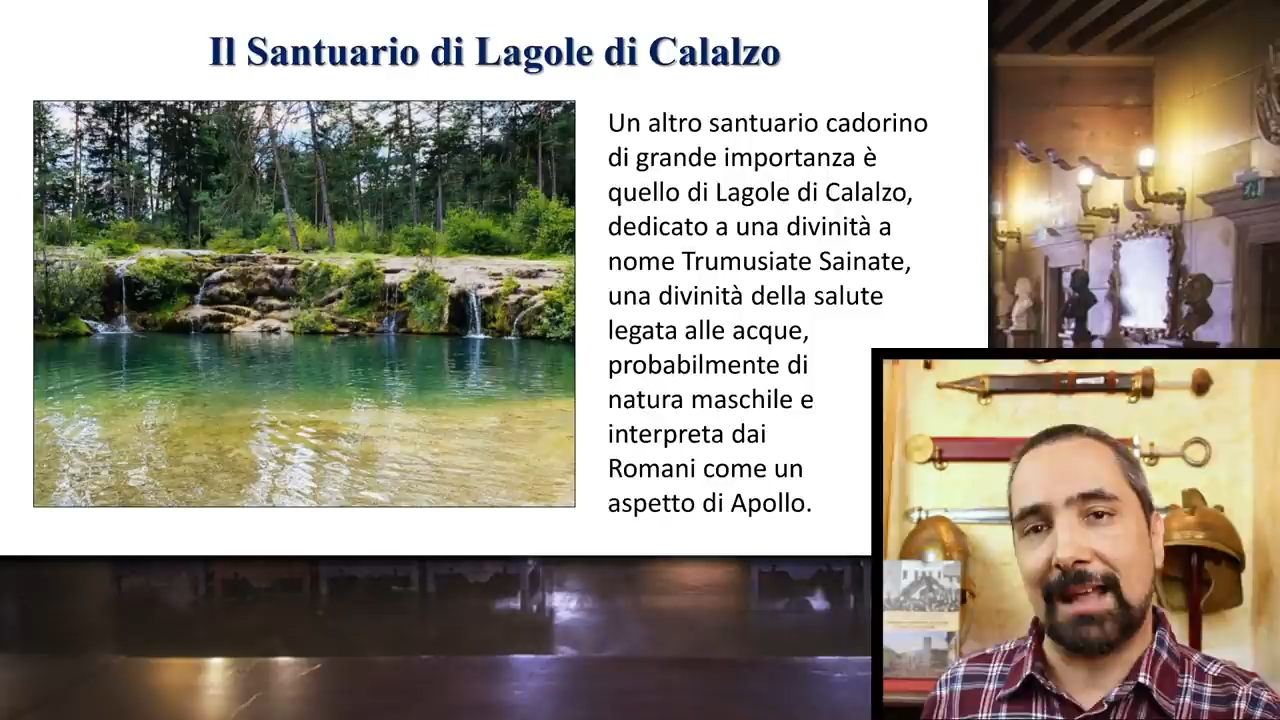 Il Santuario di Lagole di Calalzo
Un altro santuario cadorino
di grande importanza è
quello di Lagole di Calalzo,
dedicato a una divinità a
nome Trumusiate Sainate,
una divinità della salute
legata alle acque,
probabilmente di
natura maschile e
interpreta dai
Romani come un
aspetto di Apollo.